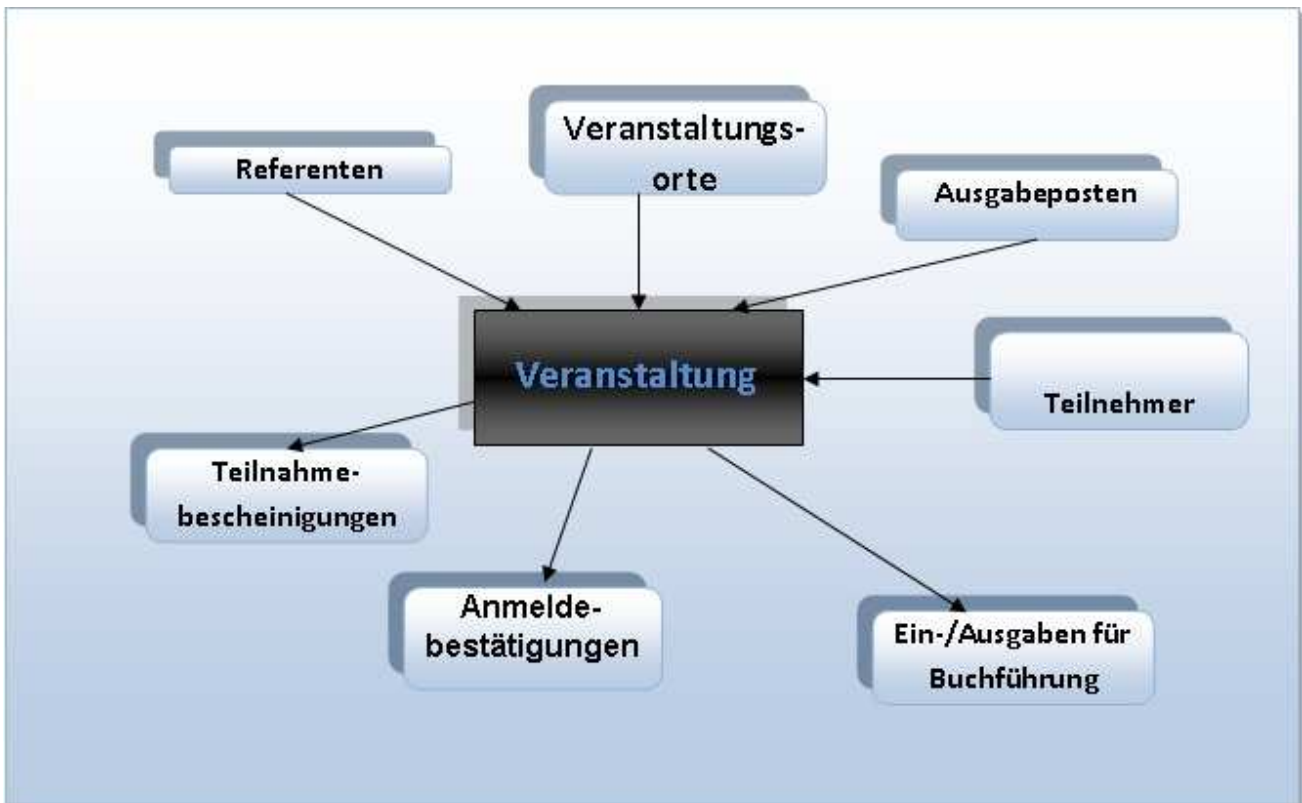 Veranstaltungs-
orte
Referenten
Ausgabeposten
Veranstaltung
Teilnehmer
Teilnahme-
bescheinigungen
Anmelde-
bestätigungen
Ein-/Ausgaben für
Buchführung